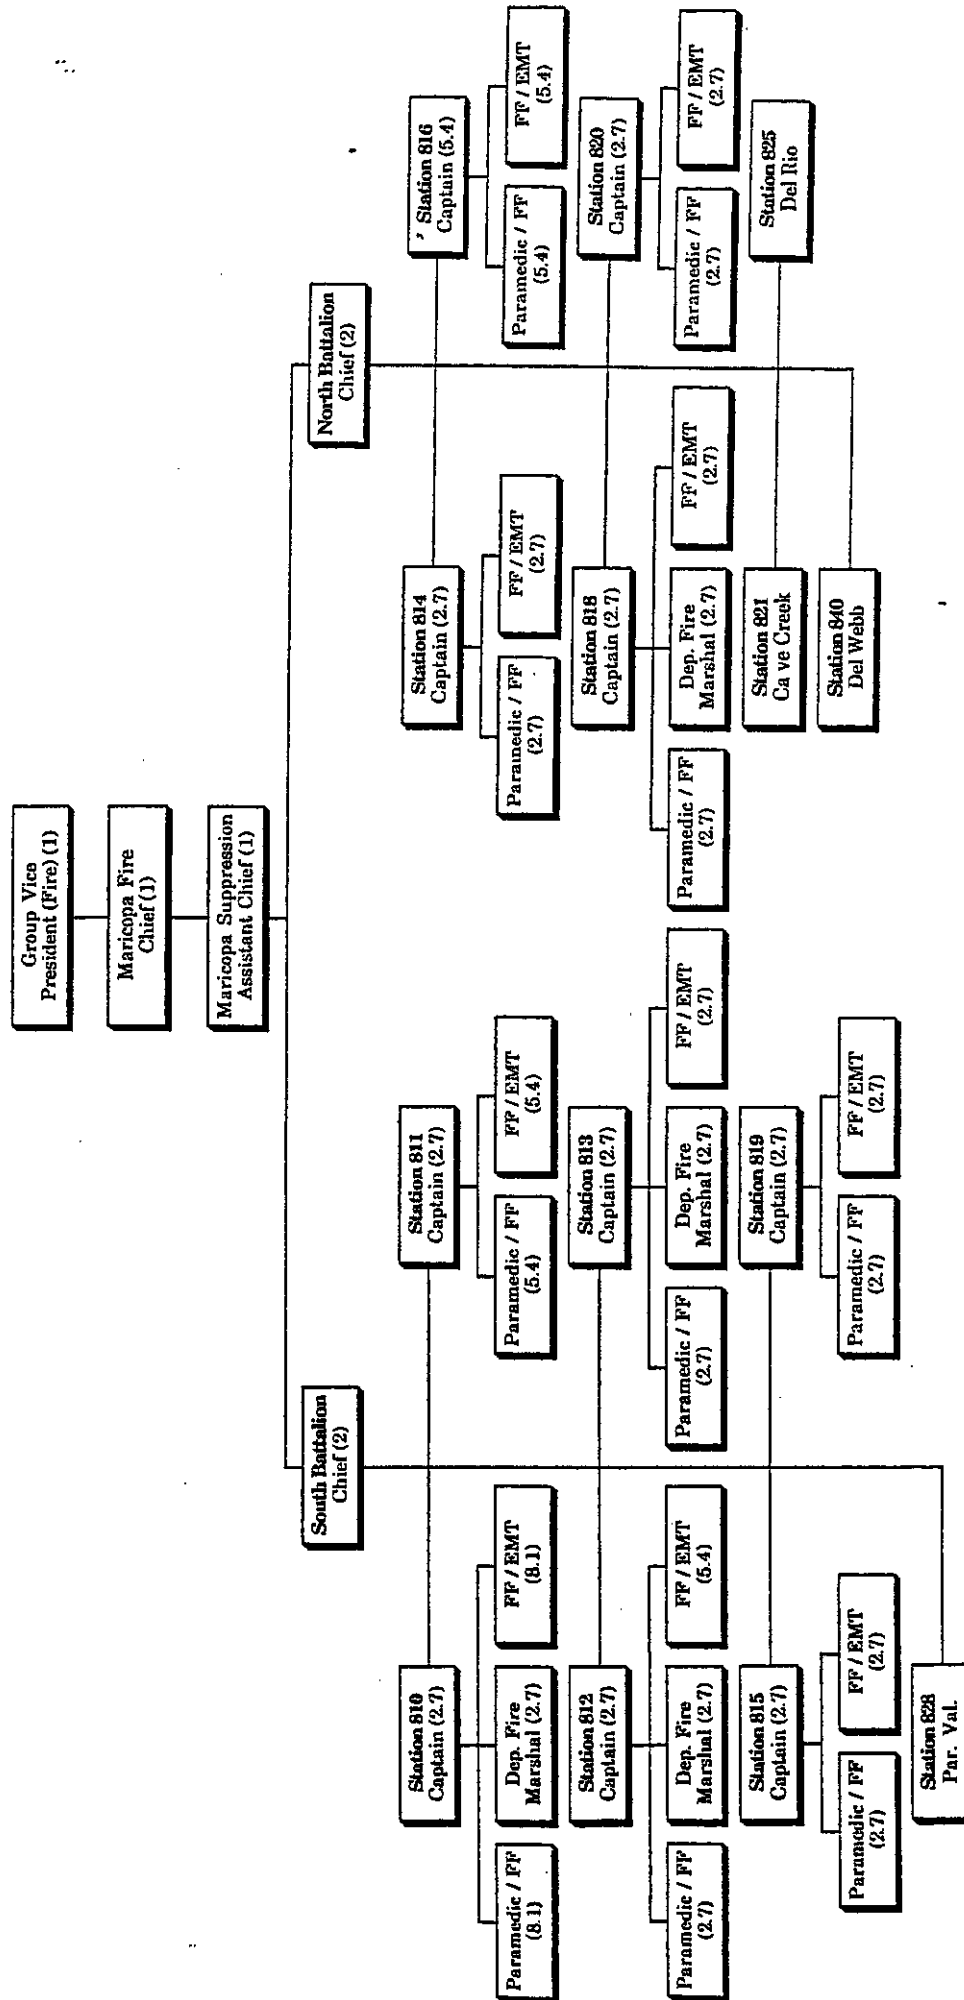 Group Vice
President (Fire) (1)
Maricopa Fire
Chief (1)
Maricopa Suppression
Assistant Chief (1)
South Battalion
Chief (2)
North Battalion
Chief (2)
Station 810
Captain (2.7)
Paramedic / FF
(8.1)
Dep. Fire
Marshal (2.7)
FF / EMT
(8.1)
Station 811
Captain (2.7)
Paramedic / FF
(5.4)
FF / EMT
(5.4)
Station 812
Captain (2.7)
Paramedic / FF
(2.7)
Dep. Fire
Marshal (2.7)
FF / EMT
(5.4)
Station 813
Captain (2.7)
Paramedic / FF
(2.7)
Dep. Fire
Marshal (2.7)
FF / EMT
(2.7)
Station 815
Captain (2.7)
Paramedic / FF
(2.7)
FF / EMT
(2.7)
Station 819
Captain (2.7)
Paramedic / FF
(2.7)
FF / EMT
(2.7)
Station 828
Par. Val.
Station 814
Captain (2.7)
Paramedic / FF
(2.7)
FF / EMT
(2.7)
Station 816
Captain (5.4)
Paramedic / FF
(5.4)
FF / EMT
(5.4)
Station 818
Captain (2.7)
Paramedic / FF
(2.7)
Dep. Fire
Marshal (2.7)
FF / EMT
(2.7)
Station 820
Captain (2.7)
Paramedic / FF
(2.7)
FF / EMT
(2.7)
Station 821
Ca ve Creek
Station 825
Del Rio
Station 840
Del Webb